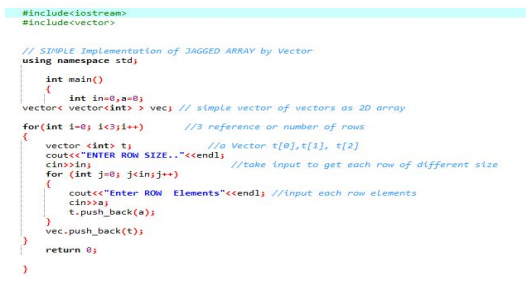 #include<iostream>
#include<vector>
// SIMPLE Implementation of JAGGED ARRAY by Vector
using namespace std;
int main()
{
int in=0,a=0;
vector< vector<int> > vec; // simple vector of vectors as 2D array
for(int i=0; i<3;i++) //3 reference or number of rows
{
vector <int> t; //a Vector t[0],t[1], t[2]
cout<<"ENTER ROW SIZE.."<<endl;
cin>>in; //take input to get each row of different size
for (int j=0; j<in;j++)
{
cout<<"Enter ROW Elements"<<endl; //input each row elements
cin>>a;
t.push_back(a);
}
vec.push_back(t);
}
return 0;
}